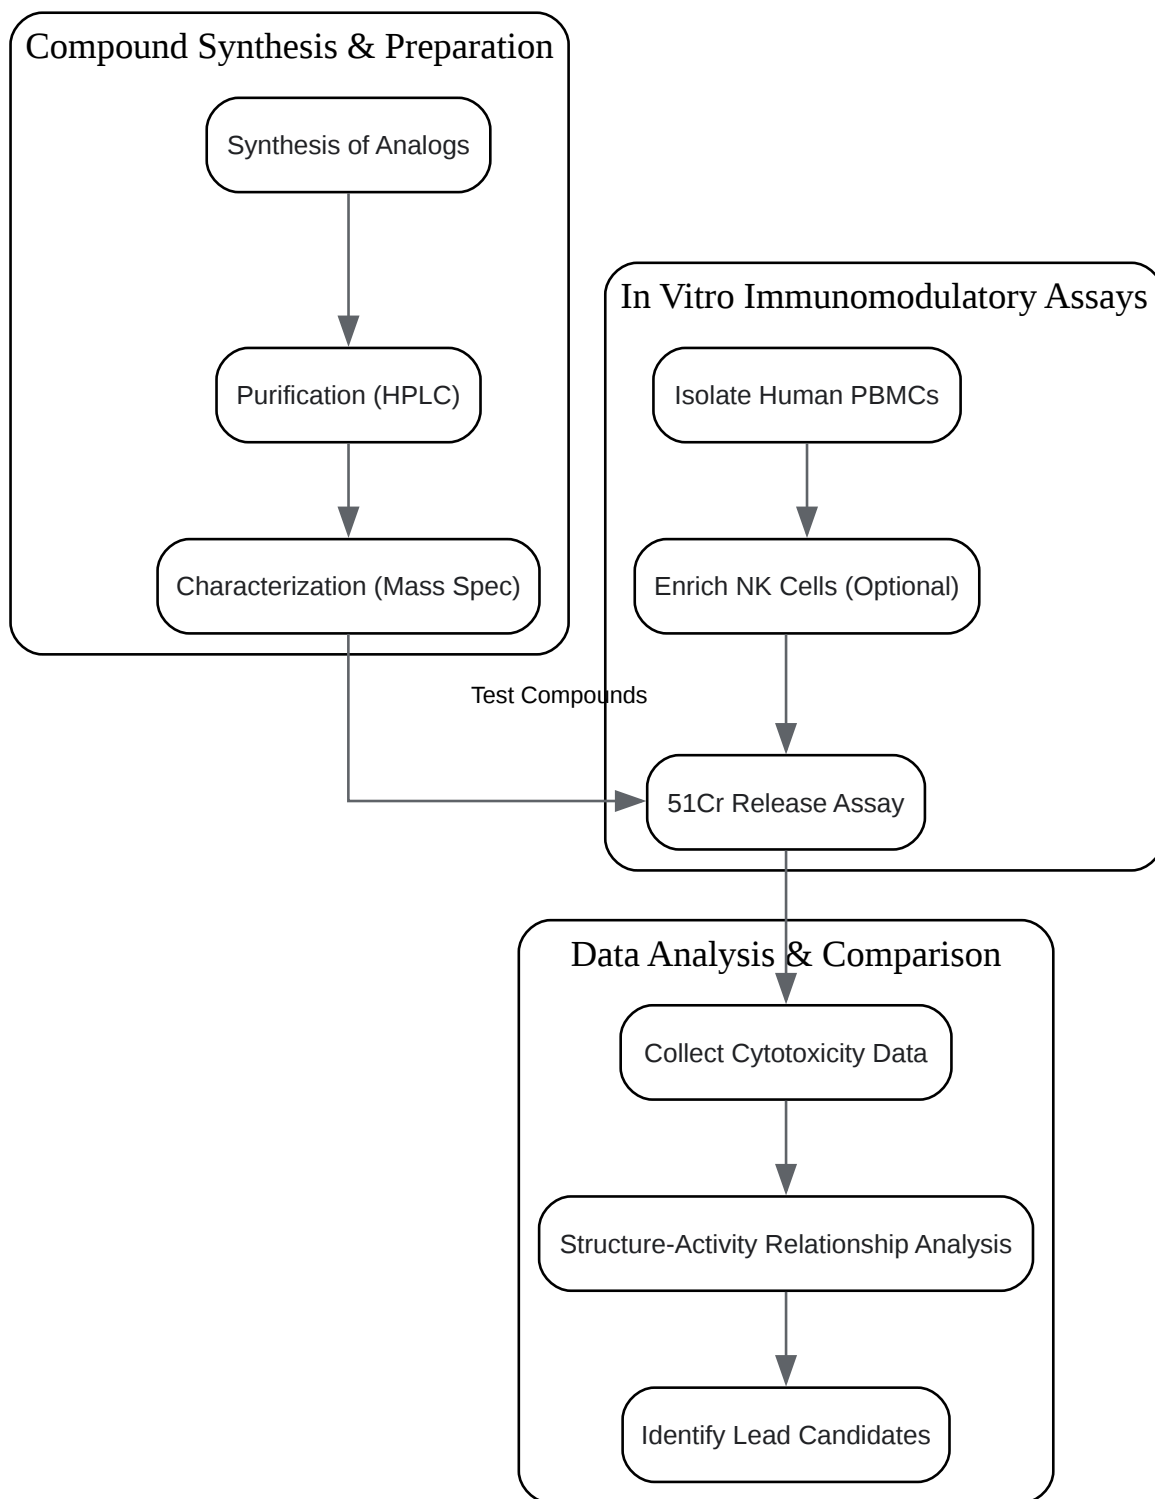 Compound Synthesis & Preparation
Synthesis of Analogs
Purification (HPLC)
Characterization (Mass Spec)
Test Compounds
In Vitro Immunomodulatory Assays
Isolate Human PBMCs
Enrich NK Cells (Optional)
51Cr Release Assay
Data Analysis & Comparison
Collect Cytotoxicity Data
Structure-Activity Relationship Analysis
Identify Lead Candidates